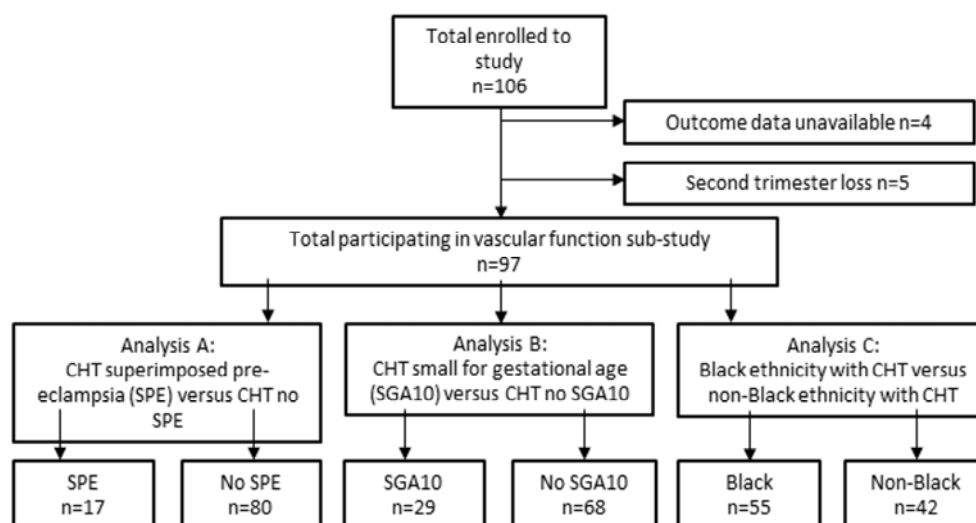 Total enrolled to
study
n=106
Outcome data unavailable n=4
Second trimester loss n=5
Total participating in vascular function sub-study
n=97
Analysis A:
CHT superimposed pre-
eclampsia (SPE) versus CHT no
SPE
Analysis B:
CHT small for gestational age
(SGA10) versus CHT no SGA10
Analysis C:
Black ethnicity with CHT versus
non-Black ethnicity with CHT
SPE
n=17
No SPE
n=80
SGA10
n=29
No SGA10
n=68
Black
n=55
Non-Black
n=42